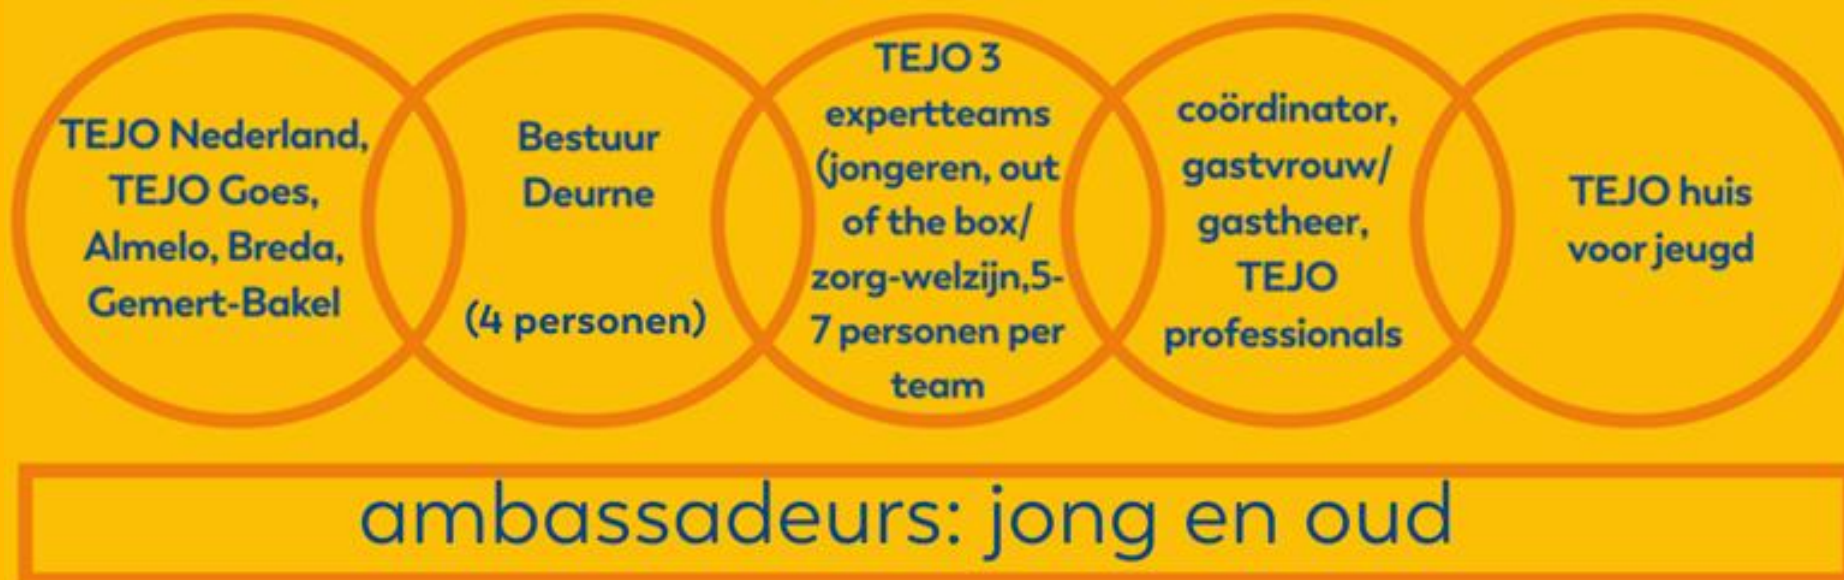 TEJO Nederland,
TEJO Goes,
Almelo, Breda,
Gemert-Bakel
Bestuur
Deurne
(4 personen)
TEJO 3
expertteams
(jongeren, out
of the box/
zorg-welzijn,5-
7 personen per
team
coördinator,
gastvrouw/
gastheer,
TEJO
professionals
TEJO huis
voor jeugd
ambassadeurs: jong en oud